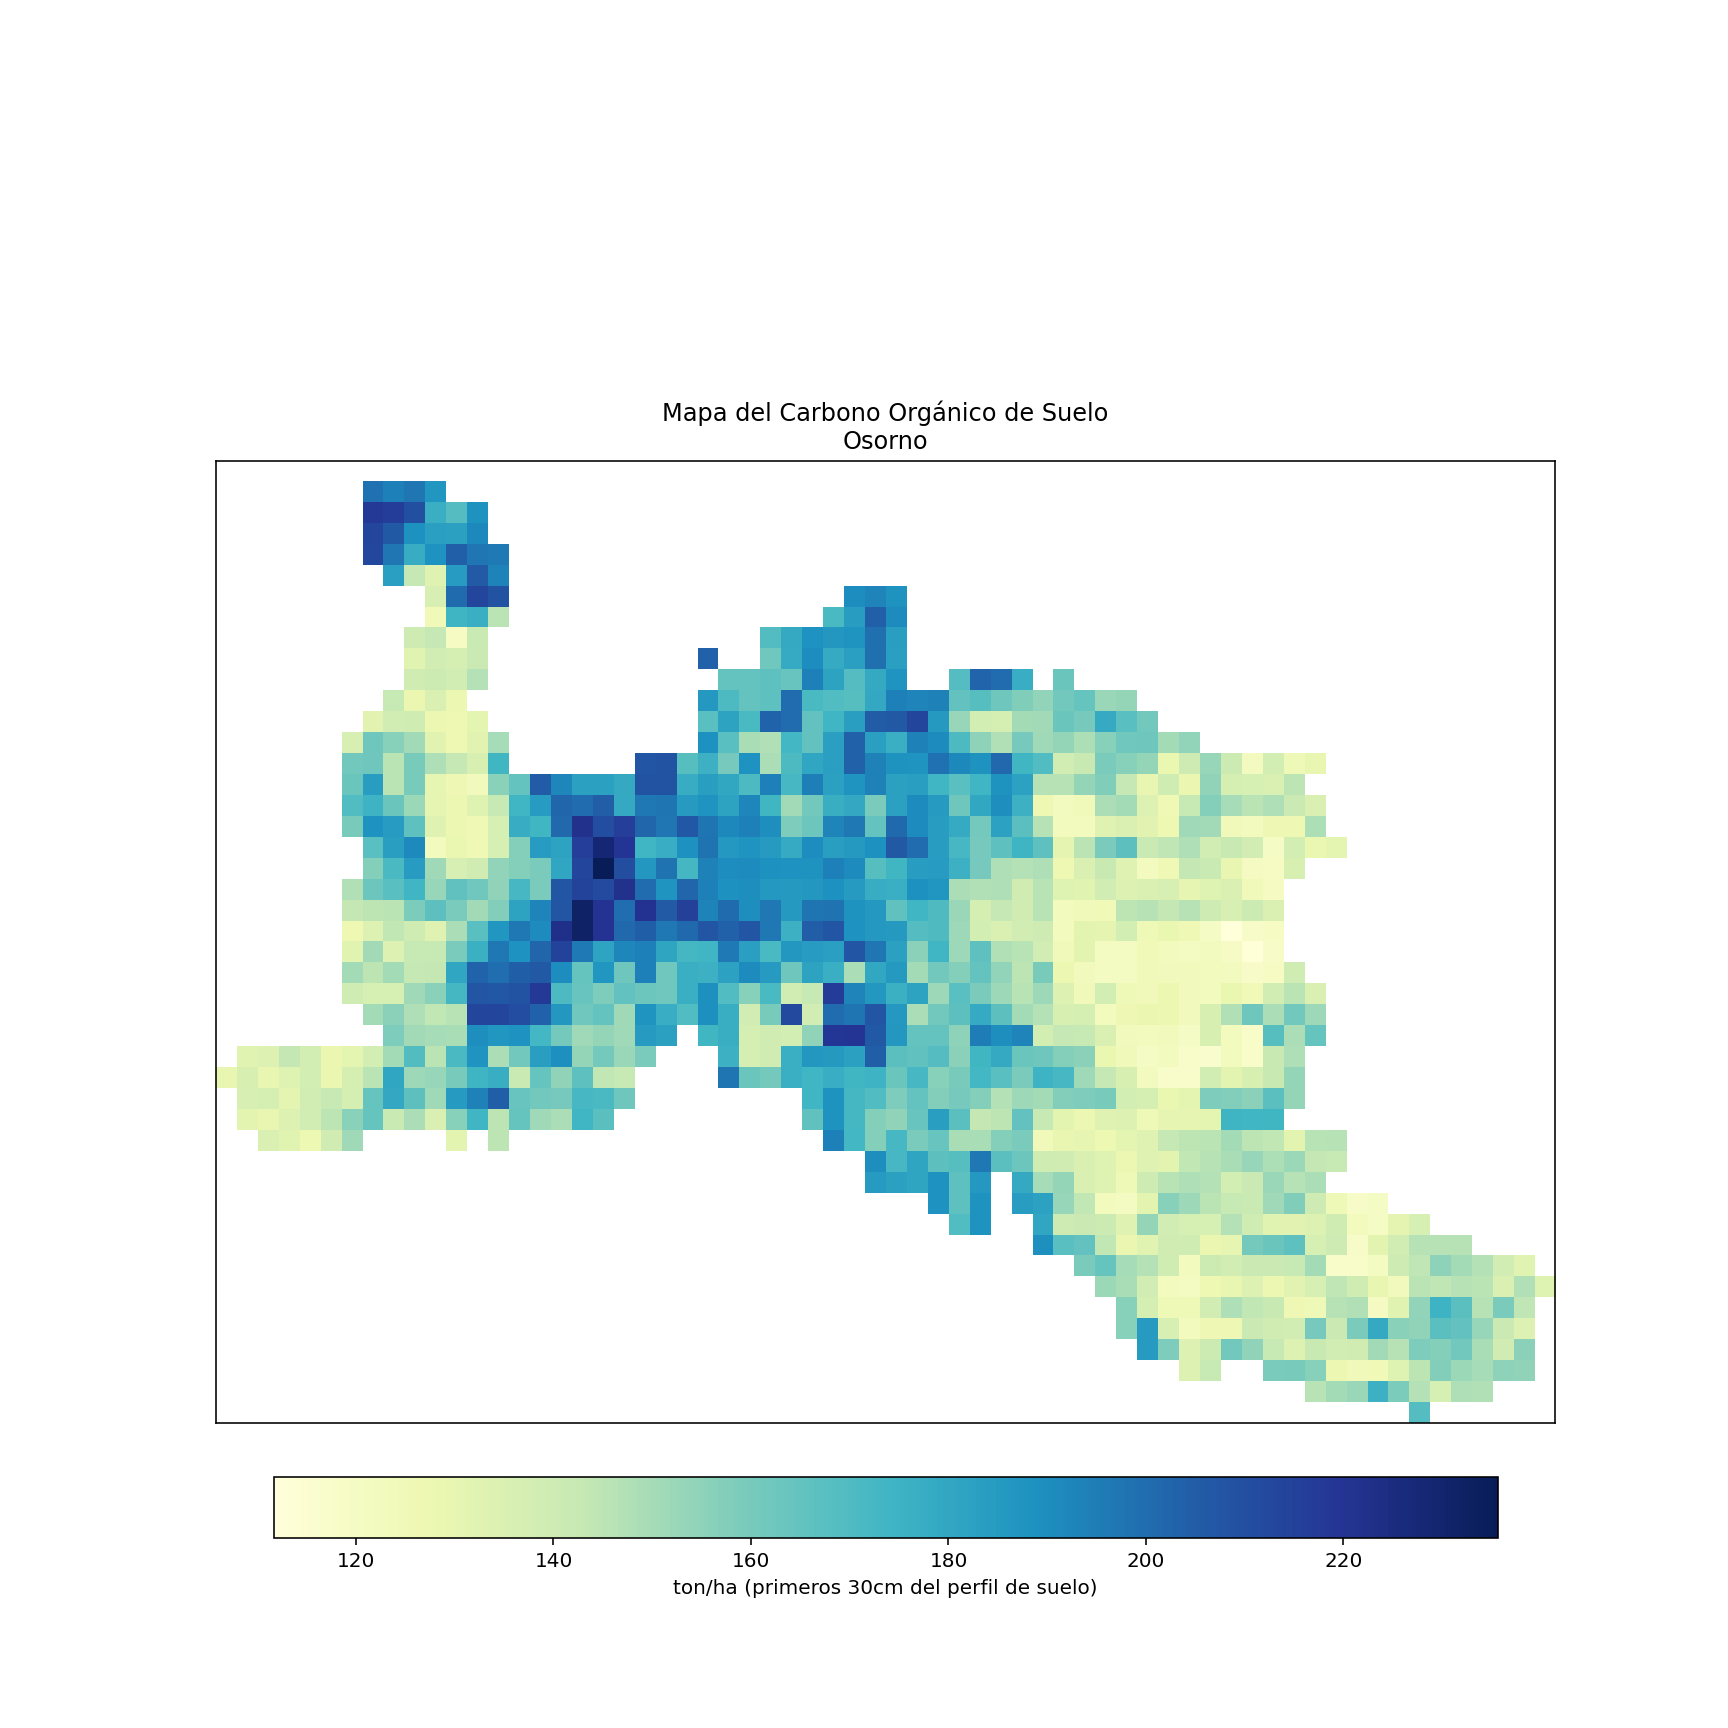 Mapa del Carbono Orgánico de Suelo
Osorno
120 140 160 180 200 220
ton/ha (primeros 30cm del perfil de suelo)